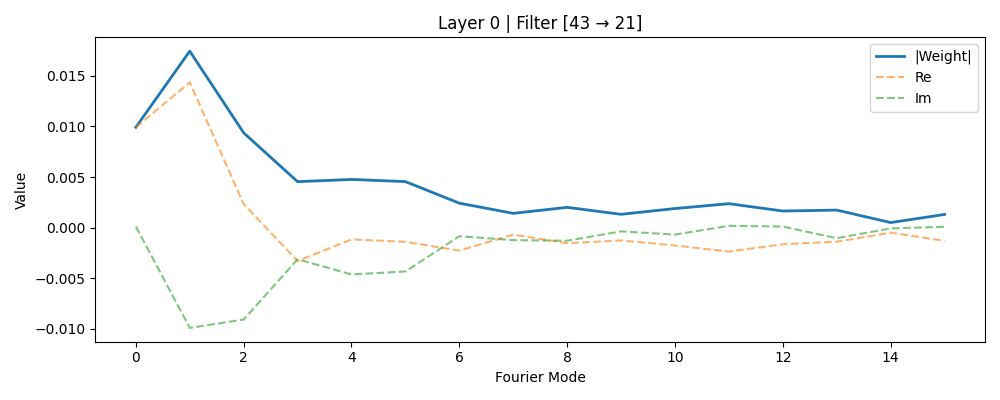 Layer 0 | Filter [43 → 21]
|Weight|
Re
Im
Value
0.015
0.010
0.005
0.000
−0.005
−0.010
0 2 4 6 8 10 12 14
Fourier Mode